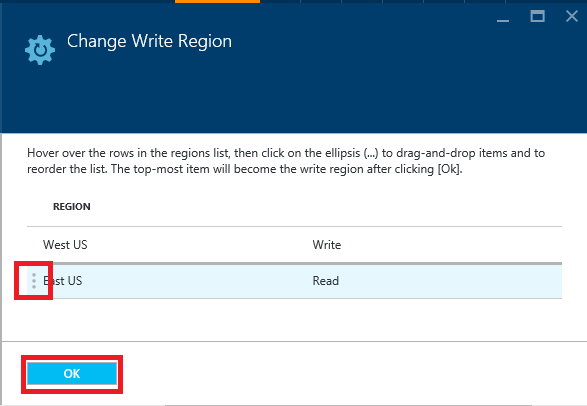 Change Write Region
Hover over the rows in the regions list, then click on the ellipsis (...) to drag-and-drop items and to
reorder the list. The top-most item will become the write region after clicking [Ok].
REGION
West US Write
East US Read
OK